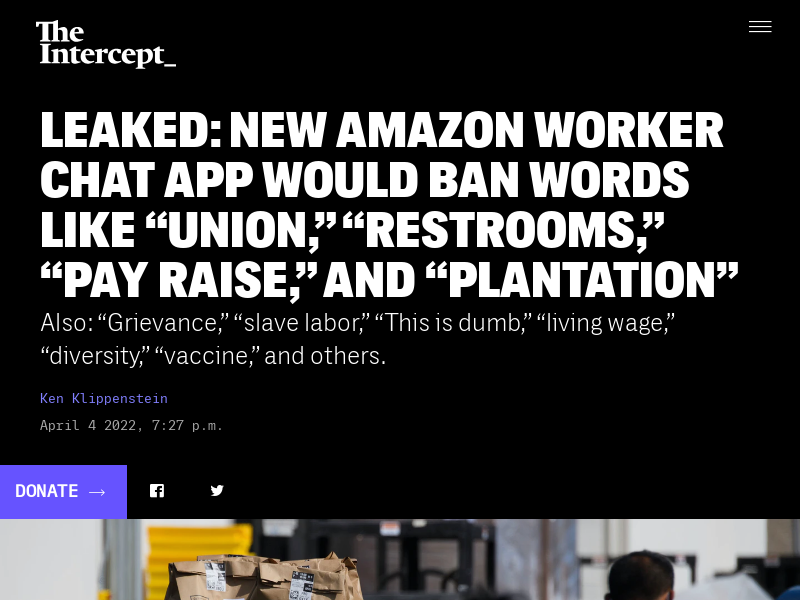 The
Intercept_
LEAKED: NEW AMAZON WORKER
CHAT APP WOULD BAN WORDS
LIKE “UNION,” “RESTROOMS,”
“PAY RAISE,” AND “PLANTATION”
Also: “Grievance,” “slave labor,” “This is dumb,” “living wage,”
“diversity,” “vaccine,” and others.
Ken Klippenstein
April 4 2022, 7:27 p.m.
DONATE →